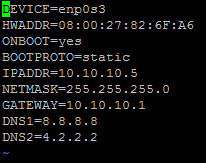 DEVICE=enp0s3
HWADDR=08:00:27:82:6F:A6
ONBOOT=yes
BOOTPROTO=static
IPADDR=10.10.10.5
NETMASK=255.255.255.0
GATEWAY=10.10.10.1
DNS1=8.8.8.8
DNS2=4.2.2.2
~